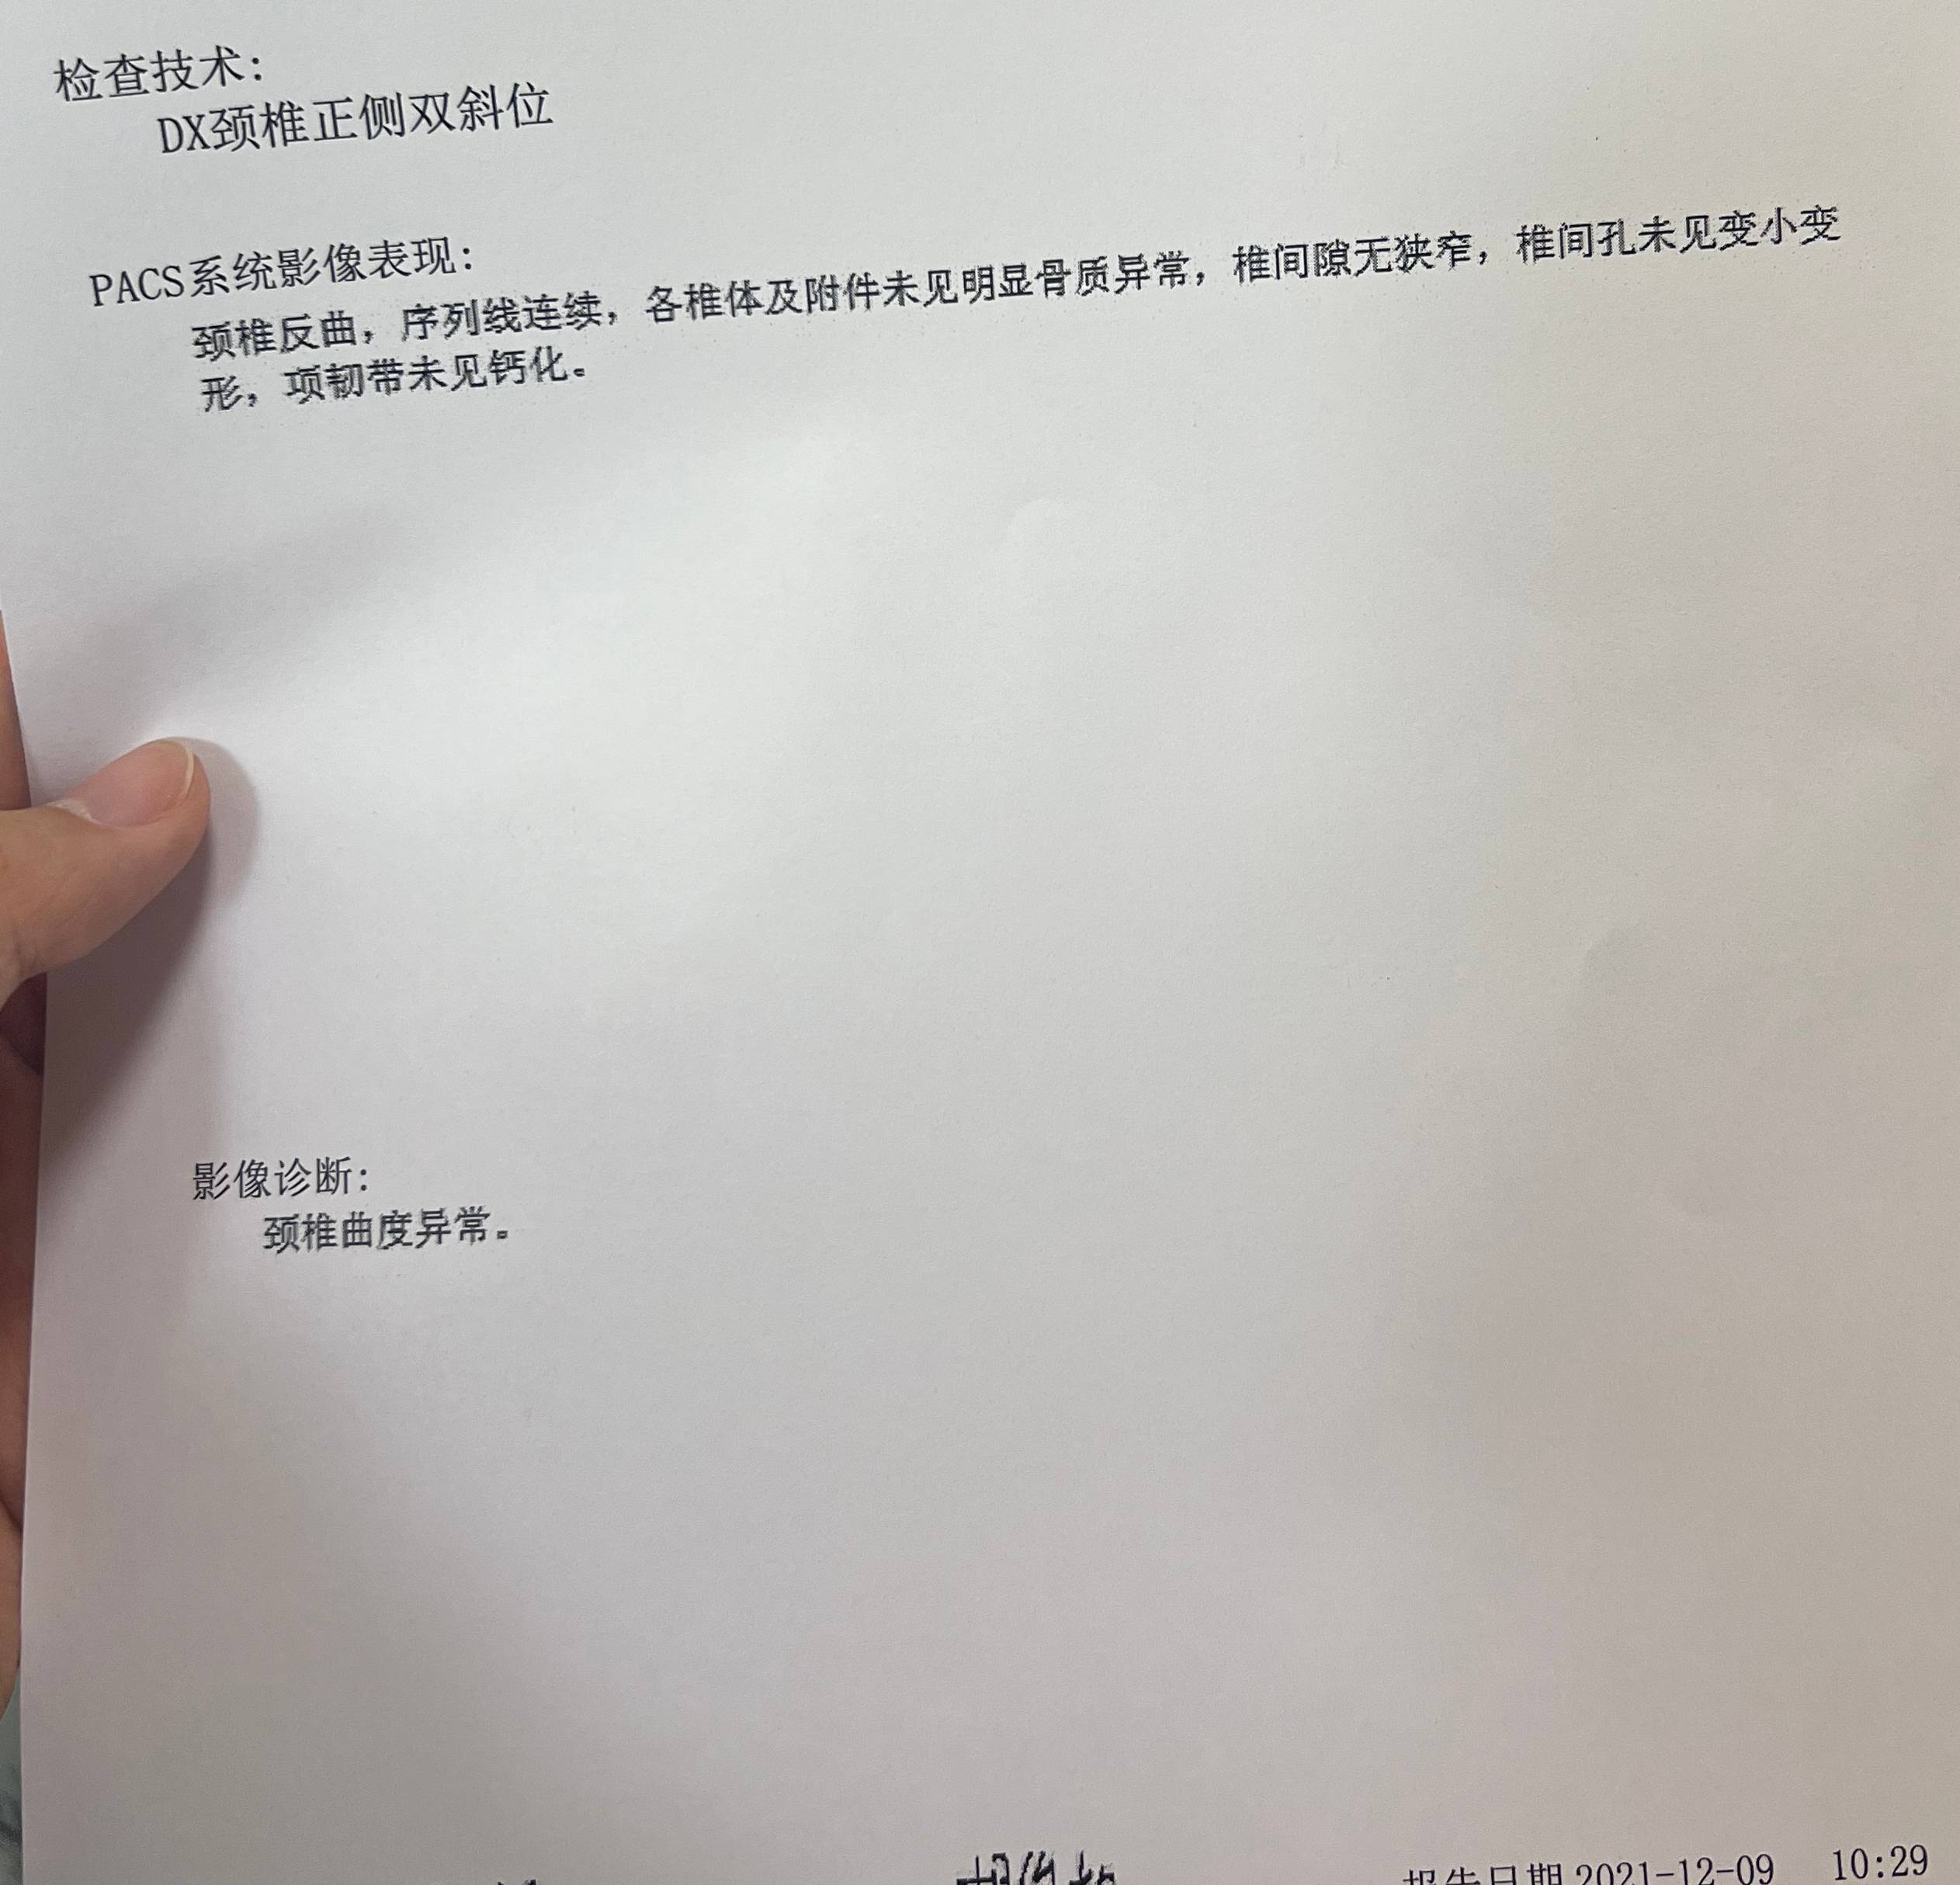 检查技术:
DX颈椎正侧双斜位
PACS系统影像表现:
颈椎反曲，序列线连续，各椎体及附件未见明显骨质异常，椎间隙无狭窄，椎间孔未见变小变
形，项韧带未见钙化。
影像诊断:
颈椎曲度异常。
报告日期 2021-12-09 10:29